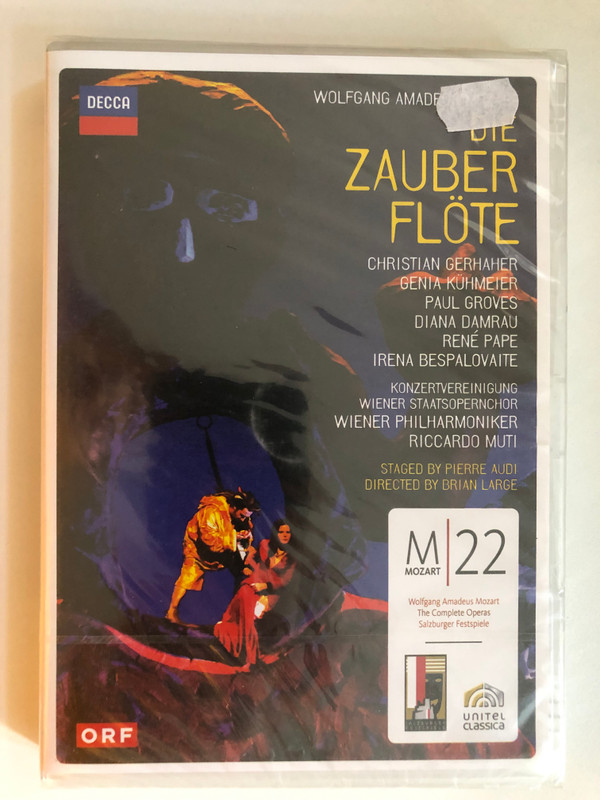 DECCA
WOLFGANG
DIE
ZAUBER
FLÖTE
CHRISTIAN GERHAHER
GENIA KÜHMEIER
PAUL GROVES
DIANA DAMRAU
RENÉ PAPE
IRENA BESPALOVAITE
KONZERTVEREINIGUNG
WIENER STAATSOPERNCHOR
WIENER PHILHARMONIKER
RICCARDO MUTI
STAGED BY PIERRE AUDI
DIRECTED BY BRIAN LARGE
M|22
MOZART
Wolfgang Amadeus Mozart
The Complete Operas
Salzburger Festspiele
UNITEL
CLASSICA
ORF